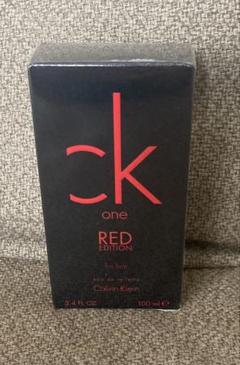 ck
one
RED
EDITION
for him
eau de toilette
Calvin Klein
3.4 FL OZ 100 ml ℮